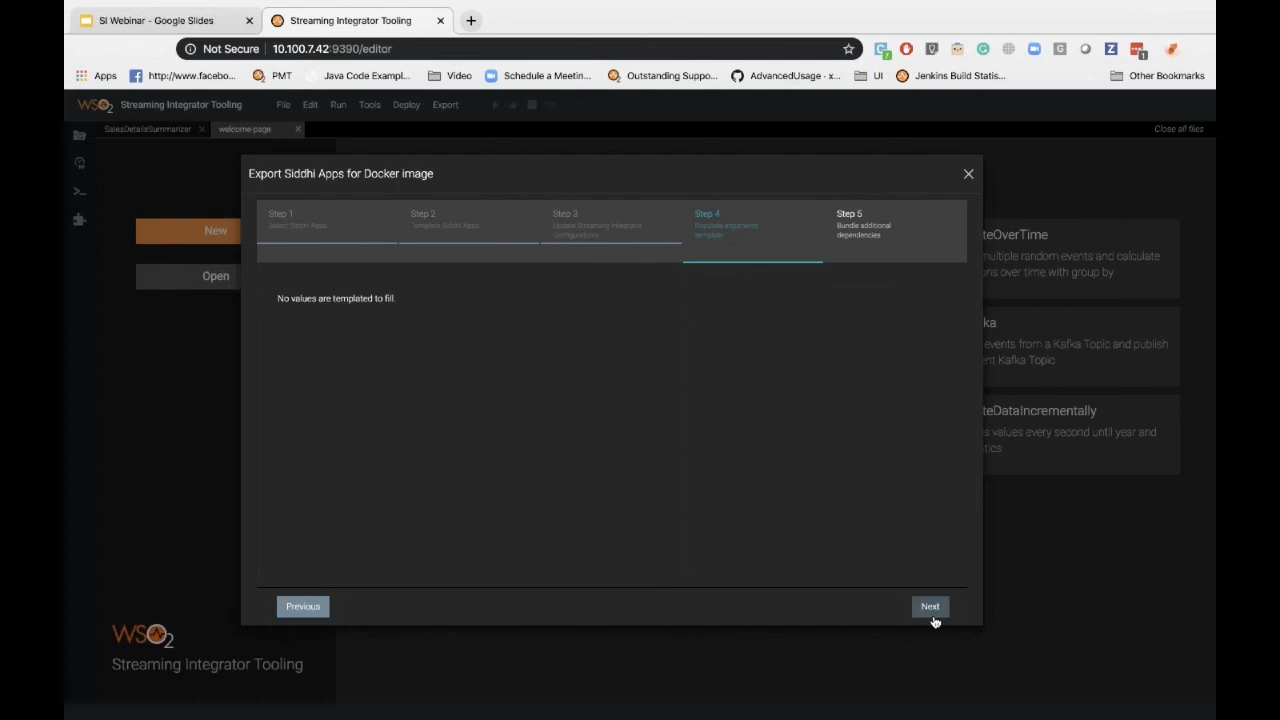 SI Webinar - Google Slides
Streaming Integrator Tooling
Not Secure 10.100.7.42:9390/editor
Apps
http://www.facebo...
PMT
Java Code Exampl...
Video
Schedule a Meetin...
Outstanding Suppo...
AdvancedUsage · x...
UI
Jenkins Build Statis...
Other Bookmarks
WSO2 Streaming Integrator Tooling
File Edit Run Tools Deploy Export
SalesDetailsSummarizer
welcome-page
Close all files
Export Siddhi Apps for Docker image
Step 1
Select Siddhi Apps
Step 2
Template Siddhi Apps
Step 3
Update Streaming Integrator
Configurations
Step 4
Populate arguments
template
Step 5
Bundle additional
dependencies
No values are templated to fill.
Previous
Next
New
Open
teOverTime
multiple random events and calculate
ons over time with group by
ka
events from a Kafka Topic and publish
nt Kafka Topic
teDataIncrementally
s values every second until year and
tics
WSO2
Streaming Integrator Tooling